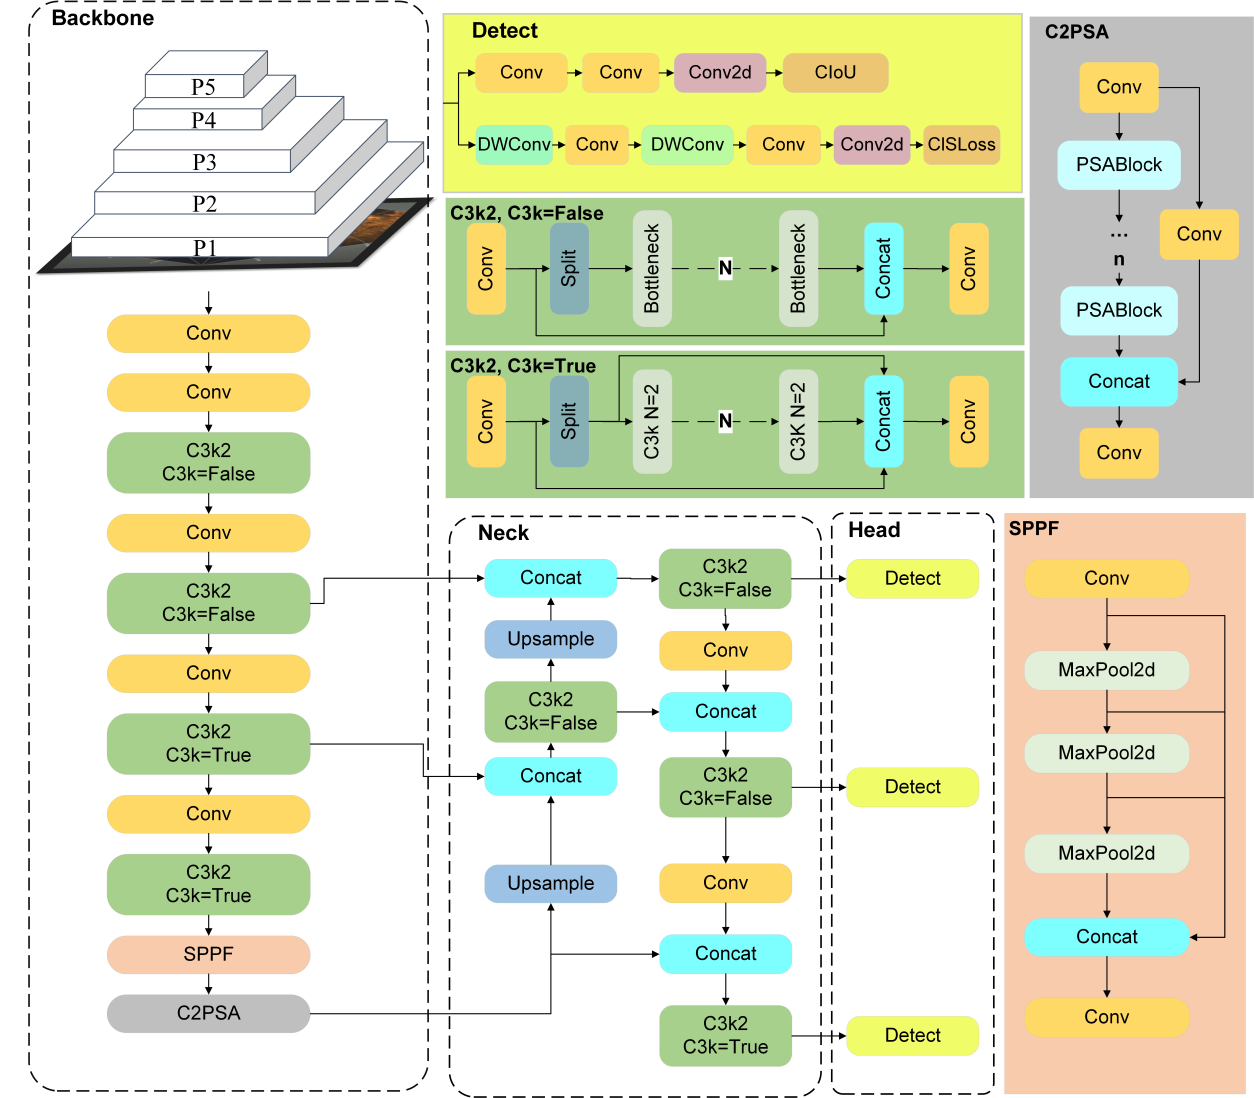 Backbone
P5
P4
P3
P2
P1
Conv
Conv
C3k2
C3k=False
Conv
C3k2
C3k=False
Conv
C3k2
C3k=True
Conv
C3k2
C3k=True
SPPF
C2PSA
Detect
Conv
Conv
Conv2d
CIoU
DWConv
Conv
DWConv
Conv
Conv2d
CISLoss
C3k2, C3k=False
Conv
Split
Bottleneck
N
Bottleneck
Concat
Conv
C3k2, C3k=True
Conv
Split
C3k N=2
N
C3K N=2
Concat
Conv
C2PSA
Conv
PSABlock
...
n
Conv
PSABlock
Concat
Conv
Neck
Concat
Upsample
C3k2
C3k=False
Concat
Upsample
C3k2
C3k=False
Conv
Concat
C3k2
C3k=False
Conv
Concat
C3k2
C3k=True
Head
Detect
Detect
Detect
SPPF
Conv
MaxPool2d
MaxPool2d
MaxPool2d
Concat
Conv